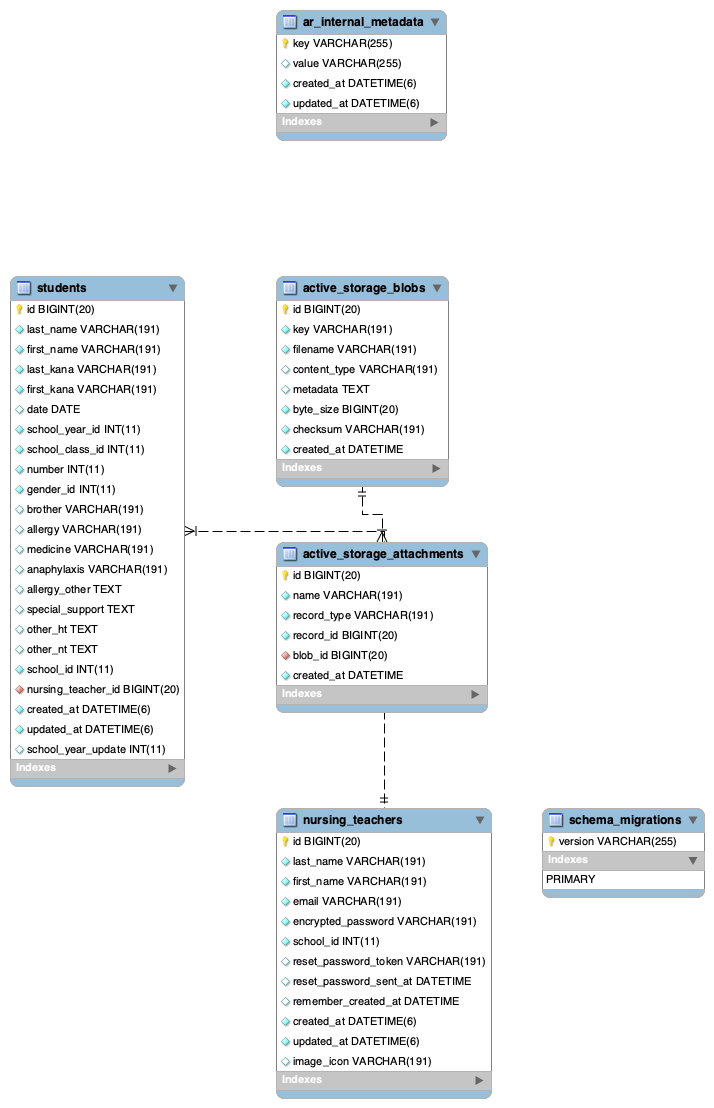 ar_internal_metadata
key VARCHAR(255)
value VARCHAR(255)
created_at DATETIME(6)
updated_at DATETIME(6)
Indexes
students
id BIGINT(20)
last_name VARCHAR(191)
first_name VARCHAR(191)
last_kana VARCHAR(191)
first_kana VARCHAR(191)
date DATE
school_year_id INT(11)
school_class_id INT(11)
number INT(11)
gender_id INT(11)
brother VARCHAR(191)
allergy VARCHAR(191)
medicine VARCHAR(191)
anaphylaxis VARCHAR(191)
allergy_other TEXT
special_support TEXT
other_ht TEXT
other_nt TEXT
school_id INT(11)
nursing_teacher_id BIGINT(20)
created_at DATETIME(6)
updated_at DATETIME(6)
school_year_update INT(11)
Indexes
active_storage_blobs
id BIGINT(20)
key VARCHAR(191)
filename VARCHAR(191)
content_type VARCHAR(191)
metadata TEXT
byte_size BIGINT(20)
checksum VARCHAR(191)
created_at DATETIME
Indexes
active_storage_attachments
id BIGINT(20)
name VARCHAR(191)
record_type VARCHAR(191)
record_id BIGINT(20)
blob_id BIGINT(20)
created_at DATETIME
Indexes
nursing_teachers
id BIGINT(20)
last_name VARCHAR(191)
first_name VARCHAR(191)
email VARCHAR(191)
encrypted_password VARCHAR(191)
school_id INT(11)
reset_password_token VARCHAR(191)
reset_password_sent_at DATETIME
remember_created_at DATETIME
created_at DATETIME(6)
updated_at DATETIME(6)
image_icon VARCHAR(191)
Indexes
schema_migrations
version VARCHAR(255)
Indexes
PRIMARY